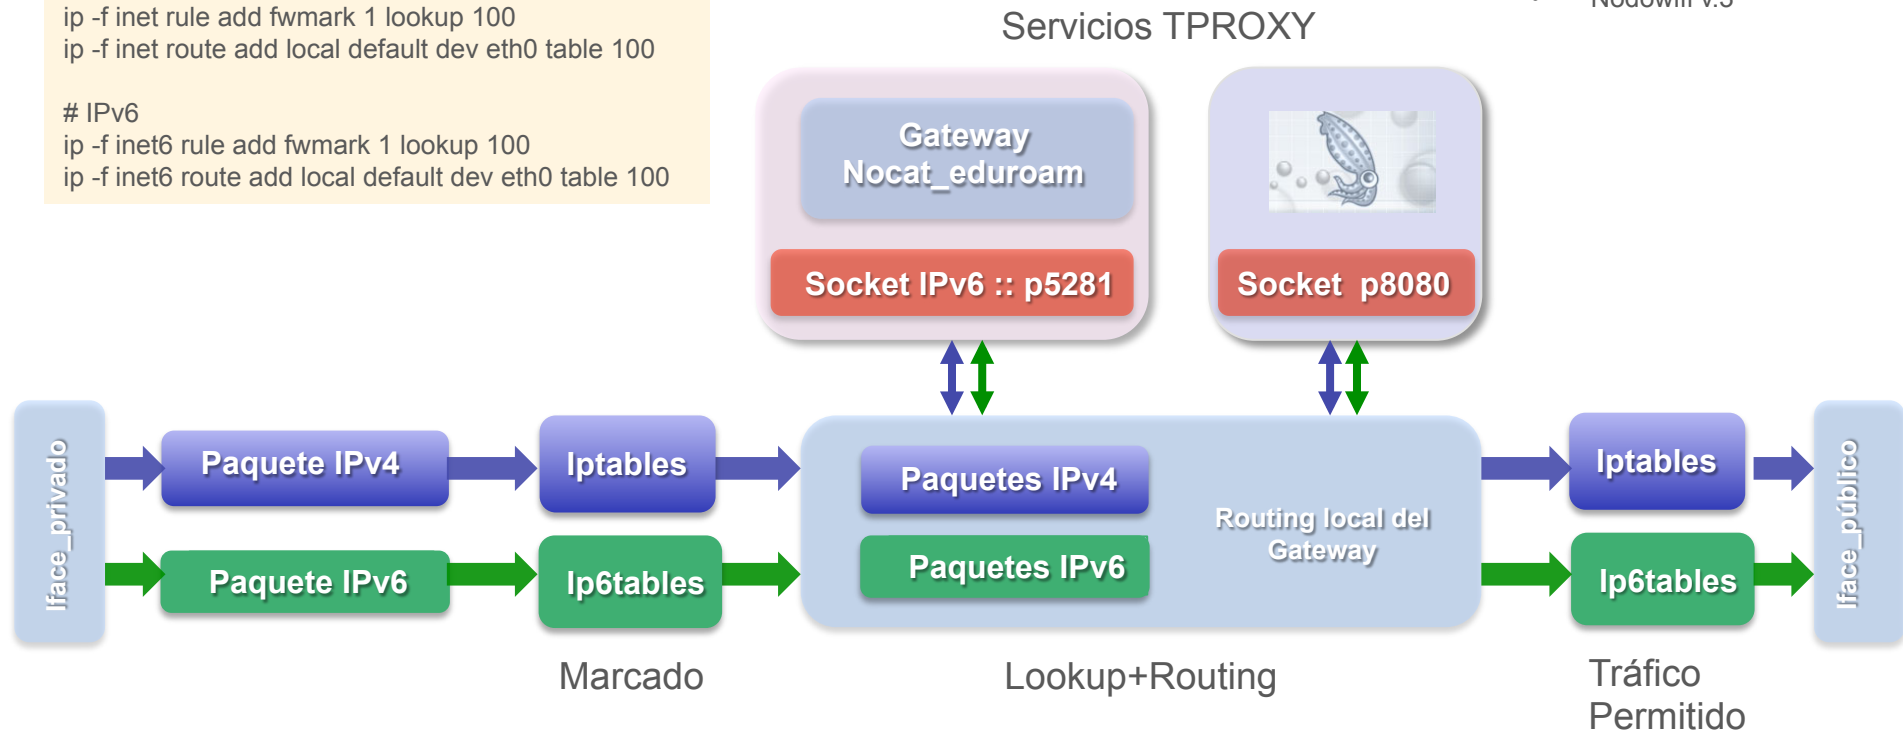 ip -f inet rule add fwmark 1 lookup 100
ip -f inet route add local default dev eth0 table 100
# IPv6
ip -f inet6 rule add fwmark 1 lookup 100
ip -f inet6 route add local default dev eth0 table 100
Servicios TPROXY
Nodowifi v.3
Gateway
Nocat_eduroam
Socket IPv6 :: p5281
Socket p8080
Iface_privado
Paquete IPv4
Iptables
Paquetes IPv4
Routing local del
Gateway
Iptables
Iface_público
Paquete IPv6
Ip6tables
Paquetes IPv6
Ip6tables
Marcado
Lookup+Routing
Tráfico
Permitido